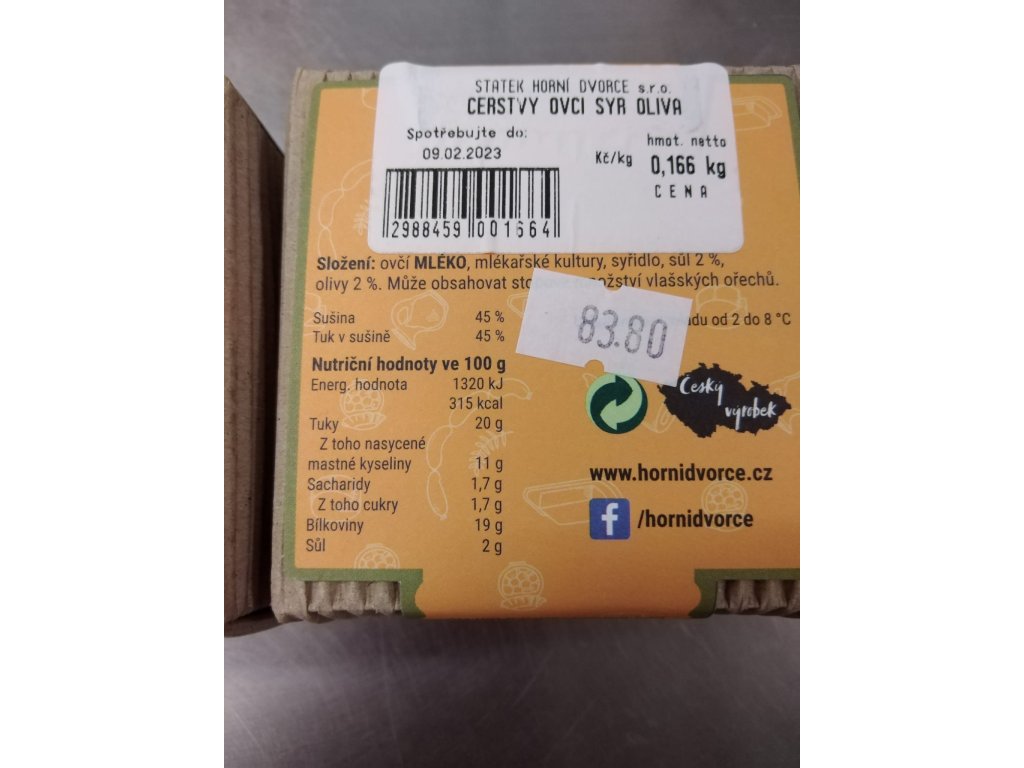 STATEK HORNÍ DVORCE s.r.o.
CERSTVY OVCI SYR OLIVA
Spotřebujte do:
09.02.2023
Kč/kg
hmot. netto
0,166 kg
CENA
2988459 001664
Složení: ovčí MLÉKO, mlékařské kultury, syřidlo, sůl 2 %,
olivy 2 %. Může obsahovat množství vlašských ořechů.
Sušina 45 %
Tuk v sušině 45 %
od 2 do 8 °C
83.80
Nutriční hodnoty ve 100 g
Energ. hodnota 1320 kJ
315 kcal
Tuky 20 g
Z toho nasycené
mastné kyseliny 11 g
Sacharidy 1,7 g
Z toho cukry 1,7 g
Bílkoviny 19 g
Sůl 2 g
Český
výrobek
www.hornidvorce.cz
f /hornidvorce